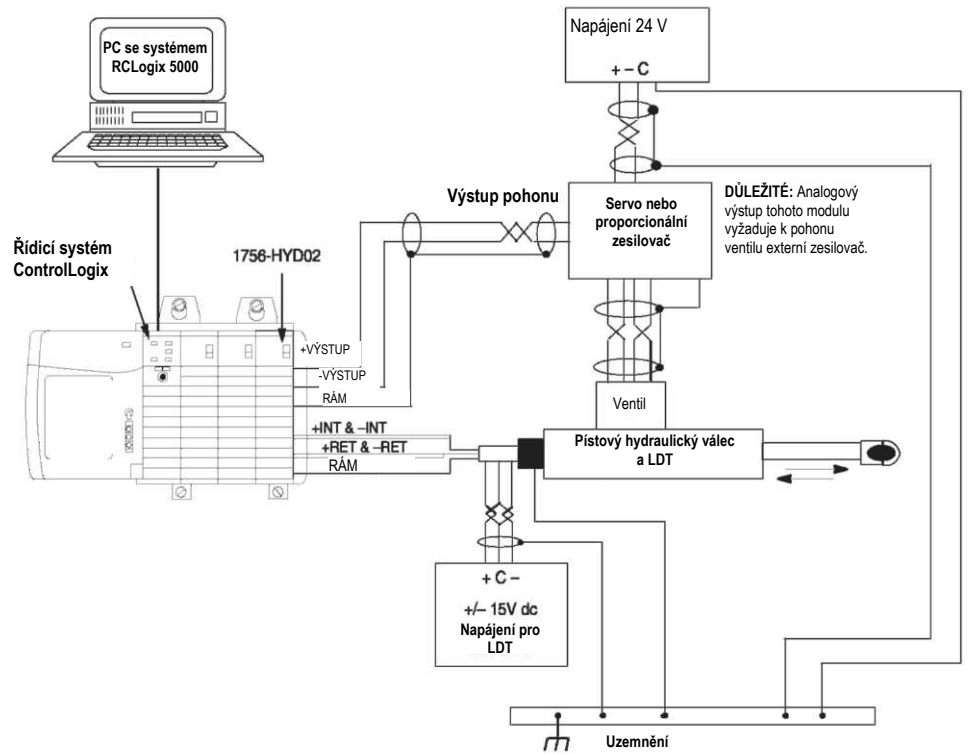 PC se systémem
RCLogix 5000
Napájení 24 V
+ – C
Výstup pohonu
Servo nebo
proporcionální
zesilovač
DŮLEŽITÉ: Analogový
výstup tohoto modulu
vyžaduje k pohonu
ventilu externí zesilovač.
Řídicí systém
ControlLogix
1756-HYD02
+VÝSTUP
-VÝSTUP
RÁM
+INT & –INT
+RET & –RET
RÁM
Ventil
Pístový hydraulický válec
a LDT
+ C –
+/– 15V dc
Napájení pro
LDT
Uzemnění